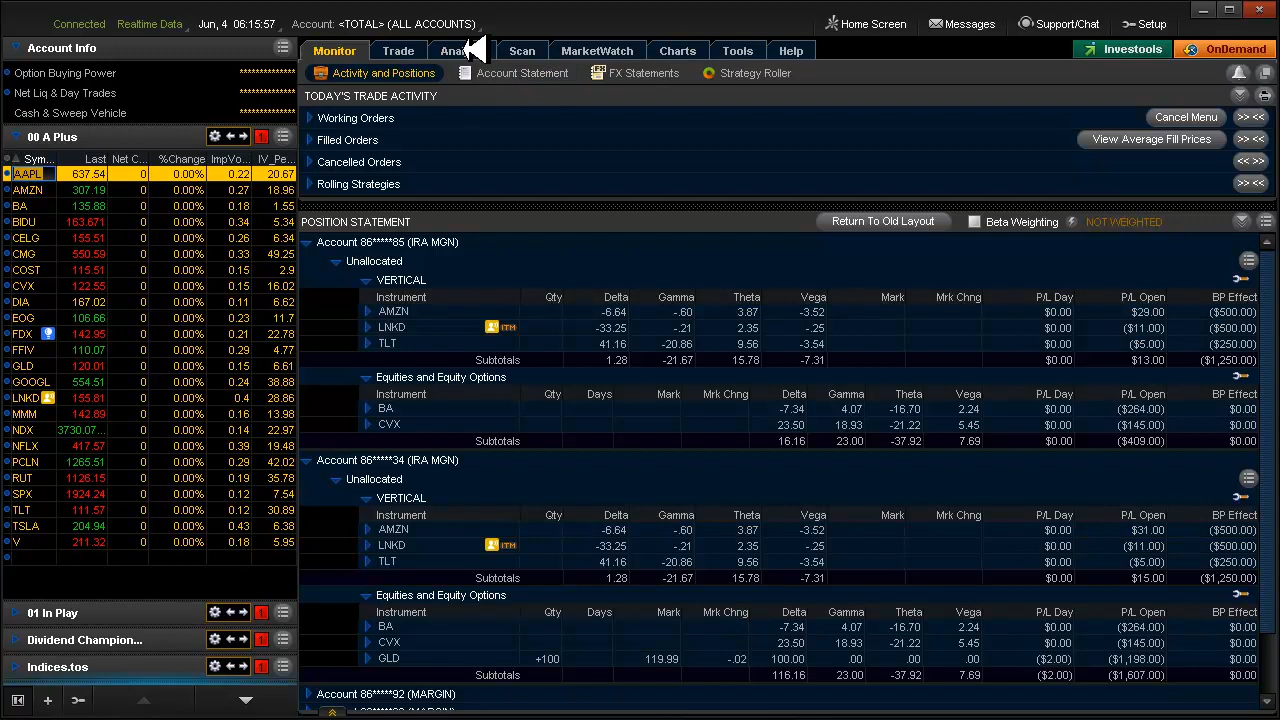 Connected Realtime Data Jun, 4 06:15:57 Account: <TOTAL> (ALL ACCOUNTS) Home Screen Messages Support/Chat Setup
Account Info
Option Buying Power ************
Net Liq & Day Trades ************
Cash & Sweep Vehicle ************
00 A Plus 1
Sym... Last Net C... %Change ImpVo... IV_Pe...
AAPL 637.54 0 0.00% 0.22 20.67
AMZN 307.19 0 0.00% 0.27 18.96
BA 135.88 0 0.00% 0.18 1.55
BIDU 163.671 0 0.00% 0.34 5.34
CELG 155.51 0 0.00% 0.26 6.34
CMG 550.59 0 0.00% 0.33 49.25
COST 115.51 0 0.00% 0.15 2.9
CVX 122.55 0 0.00% 0.15 16.02
DIA 167.02 0 0.00% 0.11 6.62
EOG 106.66 0 0.00% 0.23 11.7
FDX 142.95 0 0.00% 0.21 22.78
FFIV 110.07 0 0.00% 0.29 4.77
GLD 120.01 0 0.00% 0.15 6.61
GOOGL 554.51 0 0.00% 0.24 38.88
LNKD 155.81 0 0.00% 0.4 28.86
MMM 142.89 0 0.00% 0.16 13.98
NDX 3730.07... 0 0.00% 0.14 22.97
NFLX 417.57 0 0.00% 0.39 19.48
PCLN 1265.51 0 0.00% 0.29 42.02
RUT 1126.15 0 0.00% 0.19 35.78
SPX 1924.24 0 0.00% 0.12 7.54
TLT 111.57 0 0.00% 0.12 30.89
TSLA 204.94 0 0.00% 0.43 6.38
V 211.32 0 0.00% 0.18 5.95
01 In Play 1
Dividend Champion... 1
Indices.tos 1
Monitor Trade Scan MarketWatch Charts Tools Help Investools OnDemand
Activity and Positions Account Statement FX Statements Strategy Roller
TODAY'S TRADE ACTIVITY
Working Orders Cancel Menu >> <<
Filled Orders View Average Fill Prices >> <<
Cancelled Orders << >>
Rolling Strategies >> <<
POSITION STATEMENT Return To Old Layout Beta Weighting NOT WEIGHTED
Account 86*****85 (IRA MGN)
Unallocated
VERTICAL
Instrument Qty Delta Gamma Theta Vega Mark Mrk Chng P/L Day P/L Open BP Effect
AMZN -6.64 -.60 3.87 -3.52 $0.00 $29.00 ($500.00)
LNKD ITM -33.25 -.21 2.35 -.25 $0.00 ($11.00) ($500.00)
TLT 41.16 -20.86 9.56 -3.54 $0.00 ($5.00) ($250.00)
Subtotals 1.28 -21.67 15.78 -7.31 $0.00 $13.00 ($1,250.00)
Equities and Equity Options
Instrument Qty Days Mark Mrk Chng Delta Gamma Theta Vega P/L Day P/L Open BP Effect
BA -7.34 4.07 -16.70 2.24 $0.00 ($264.00) $0.00
CVX 23.50 18.93 -21.22 5.45 $0.00 ($145.00) $0.00
Subtotals 16.16 23.00 -37.92 7.69 $0.00 ($409.00) $0.00
Account 86*****34 (IRA MGN)
Unallocated
VERTICAL
Instrument Qty Delta Gamma Theta Vega Mark Mrk Chng P/L Day P/L Open BP Effect
AMZN -6.64 -.60 3.87 -3.52 $0.00 $31.00 ($500.00)
LNKD ITM -33.25 -.21 2.35 -.25 $0.00 ($11.00) ($500.00)
TLT 41.16 -20.86 9.56 -3.54 $0.00 ($5.00) ($250.00)
Subtotals 1.28 -21.67 15.78 -7.31 $0.00 $15.00 ($1,250.00)
Equities and Equity Options
Instrument Qty Days Mark Mrk Chng Delta Gamma Theta Vega P/L Day P/L Open BP Effect
BA -7.34 4.07 -16.70 2.24 $0.00 ($264.00) $0.00
CVX 23.50 18.93 -21.22 5.45 $0.00 ($145.00) $0.00
GLD +100 119.99 -.02 100.00 .00 .00 .00 ($2.00) ($1,198.00) $0.00
Subtotals 116.16 23.00 -37.92 7.69 ($2.00) ($1,607.00) $0.00
Account 86*****92 (MARGIN)